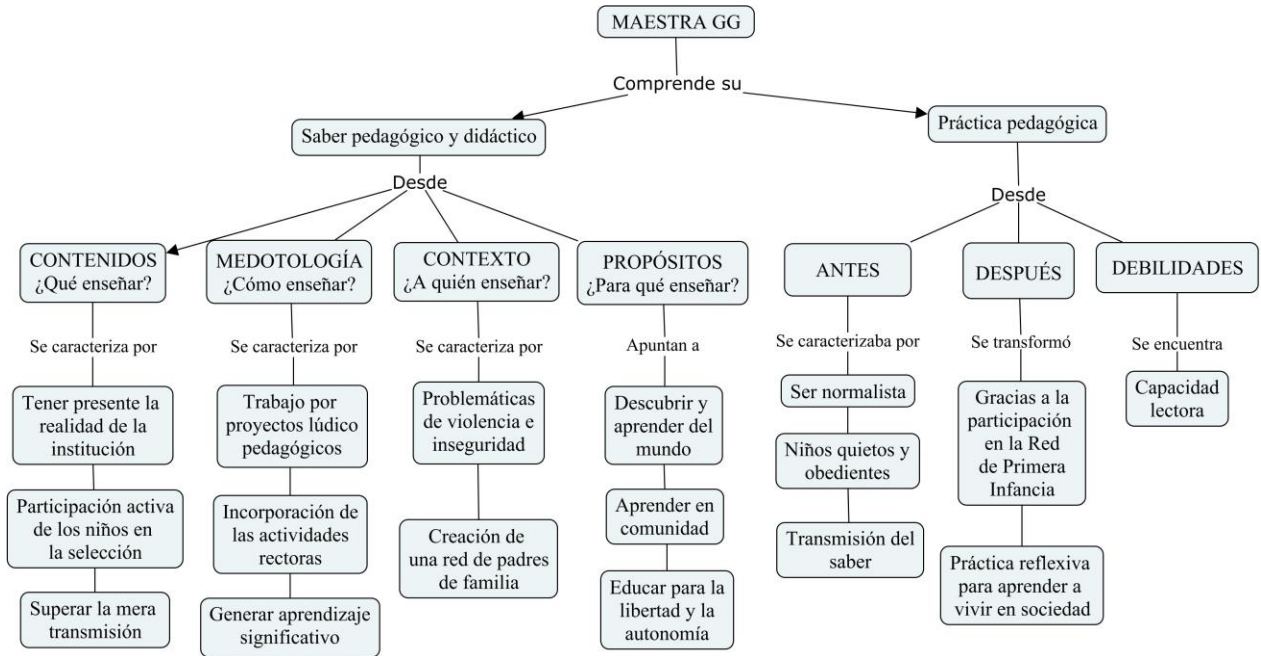 MAESTRA GG
Comprende su
Saber pedagógico y didáctico
Práctica pedagógica
Desde
Desde
CONTENIDOS
¿Qué enseñar?
MEDOTOLOGÍA
¿Cómo enseñar?
CONTEXTO
¿A quién enseñar?
PROPÓSITOS
¿Para qué enseñar?
ANTES
DESPUÉS
DEBILIDADES
Se caracteriza por
Se caracteriza por
Se caracteriza por
Apuntan a
Se caracterizaba por
Se transformó
Se encuentra
Tener presente la
realidad de la
institución
Trabajo por
proyectos lúdico
pedagógicos
Problemáticas
de violencia e
inseguridad
Descubrir y
aprender del
mundo
Ser normalista
Gracias a la
participación
en la Red
de Primera
Infancia
Capacidad
lectora
Participación activa
de los niños en
la selección
Incorporación de
las actividades
rectoras
Creación de
una red de padres
de familia
Aprender en
comunidad
Niños quietos y
obedientes
Transmisión del
saber
Práctica reflexiva
para aprender a
vivir en sociedad
Superar la mera
transmisión
Generar aprendizaje
significativo
Educar para la
libertad y la
autonomía